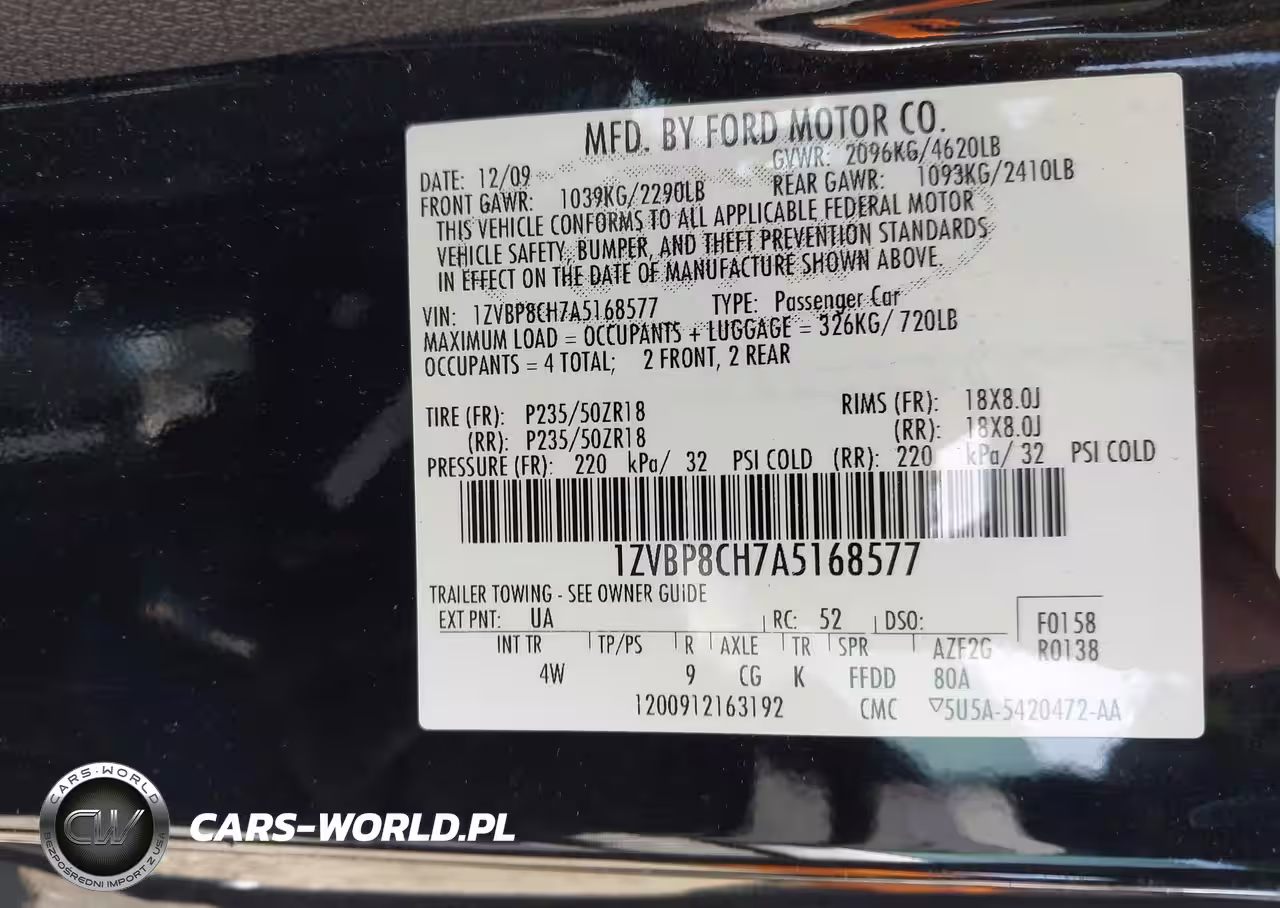 MFD. BY FORD MOTOR CO.
DATE: 12/09 GVWR: 2096KG/4620LB
FRONT GAWR: 1039KG/2290LB REAR GAWR: 1093KG/2410LB
THIS VEHICLE CONFORMS TO ALL APPLICABLE FEDERAL MOTOR
VEHICLE SAFETY, BUMPER, AND THEFT PREVENTION STANDARDS
IN EFFECT ON THE DATE OF MANUFACTURE SHOWN ABOVE.
VIN: 1ZVBP8CH7A5168577 TYPE: Passenger Car
MAXIMUM LOAD = OCCUPANTS + LUGGAGE = 326KG/ 720LB
OCCUPANTS = 4 TOTAL; 2 FRONT, 2 REAR
TIRE (FR): P235/50ZR18 RIMS (FR): 18X8.0J
(RR): P235/50ZR18 (RR): 18X8.0J
PRESSURE (FR): 220 kPa/ 32 PSI COLD (RR): 220 kPa/ 32 PSI COLD
1ZVBP8CH7A5168577
TRAILER TOWING - SEE OWNER GUIDE
EXT PNT: UA RC: 52 DSO: F0158
INT TR TP/PS R AXLE TR SPR AZF2G R0138
4W 9 CG K FFDD 80A
1200912163192 CMC ▽5U5A-5420472-AA
CARS-WORLD
CW
BEZPOŚREDNI IMPORT Z USA
CARS-WORLD.PL